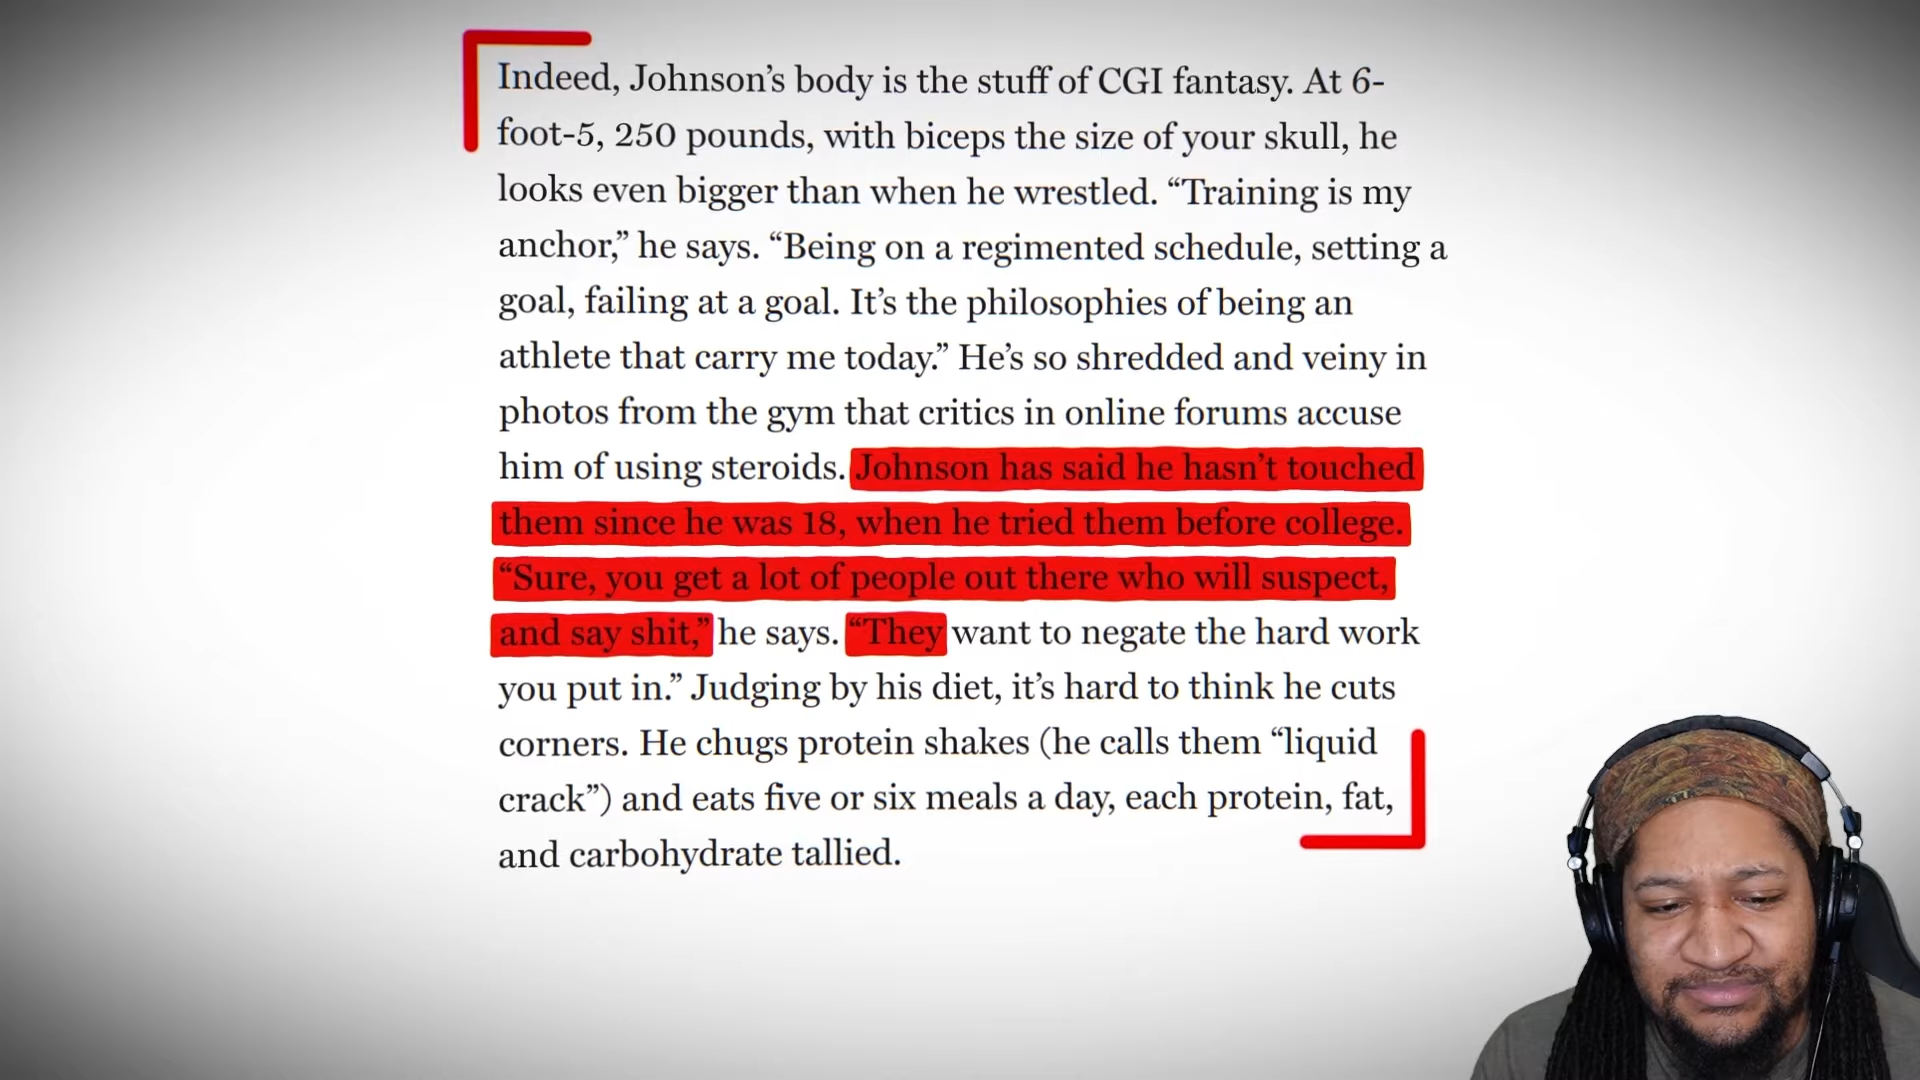 Indeed, Johnson’s body is the stuff of CGI fantasy. At 6-
foot-5, 250 pounds, with biceps the size of your skull, he
looks even bigger than when he wrestled. “Training is my
anchor,” he says. “Being on a regimented schedule, setting a
goal, failing at a goal. It’s the philosophies of being an
athlete that carry me today.” He’s so shredded and veiny in
photos from the gym that critics in online forums accuse
him of using steroids. Johnson has said he hasn’t touched
them since he was 18, when he tried them before college.
“Sure, you get a lot of people out there who will suspect,
and say shit,” he says. “They want to negate the hard work
you put in.” Judging by his diet, it’s hard to think he cuts
corners. He chugs protein shakes (he calls them “liquid
crack”) and eats five or six meals a day, each protein, fat,
and carbohydrate tallied.